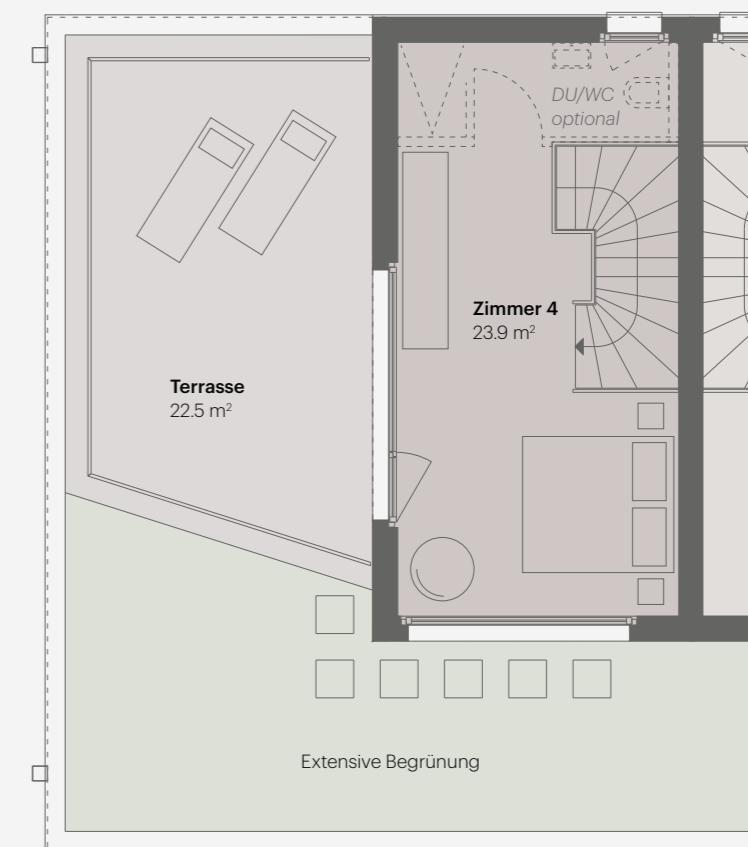 DU/WC
optional
Zimmer 4
23.9 m²
Terrasse
22.5 m²
Extensive Begrünung